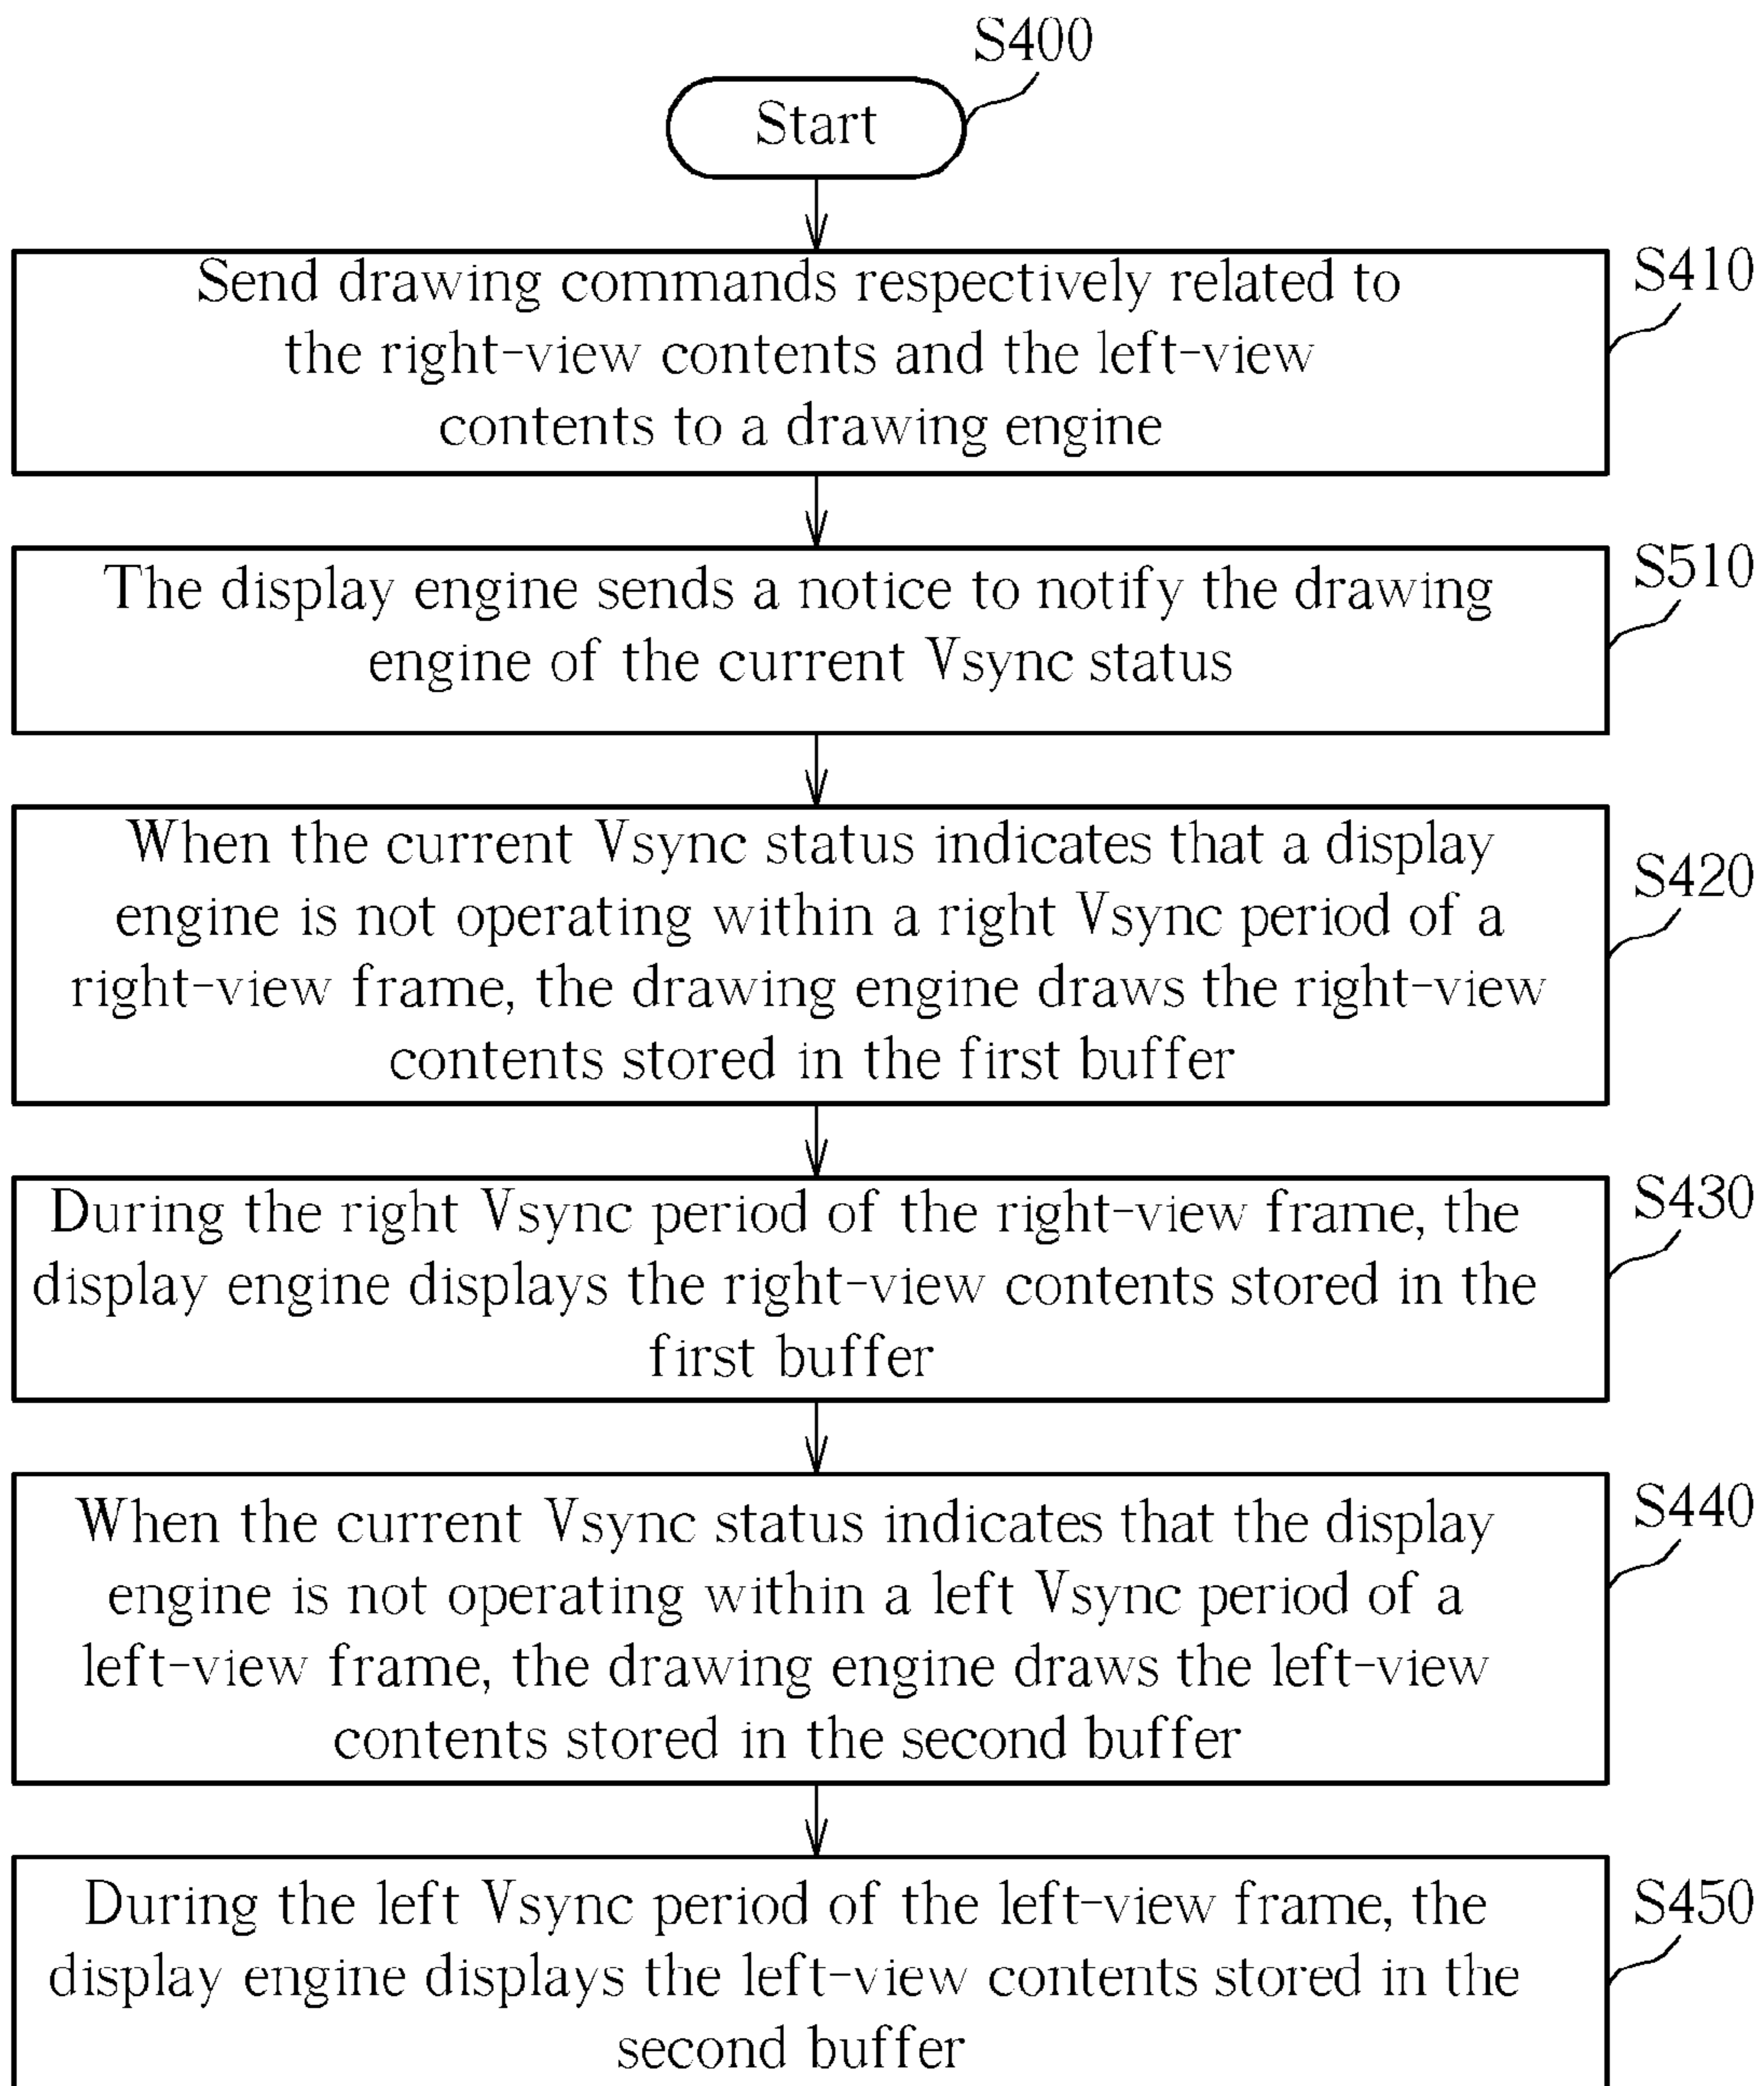 S400
Start
Send drawing commands respectively related to
the right-view contents and the left-view
contents to a drawing engine
S410
The display engine sends a notice to notify the drawing
engine of the current Vsync status
S510
When the current Vsync status indicates that a display
engine is not operating within a right Vsync period of a
right-view frame, the drawing engine draws the right-view
contents stored in the first buffer
S420
During the right Vsync period of the right-view frame, the
display engine displays the right-view contents stored in the
first buffer
S430
When the current Vsync status indicates that the display
engine is not operating within a left Vsync period of a
left-view frame, the drawing engine draws the left-view
contents stored in the second buffer
S440
During the left Vsync period of the left-view frame, the
display engine displays the left-view contents stored in the
second buffer
S450